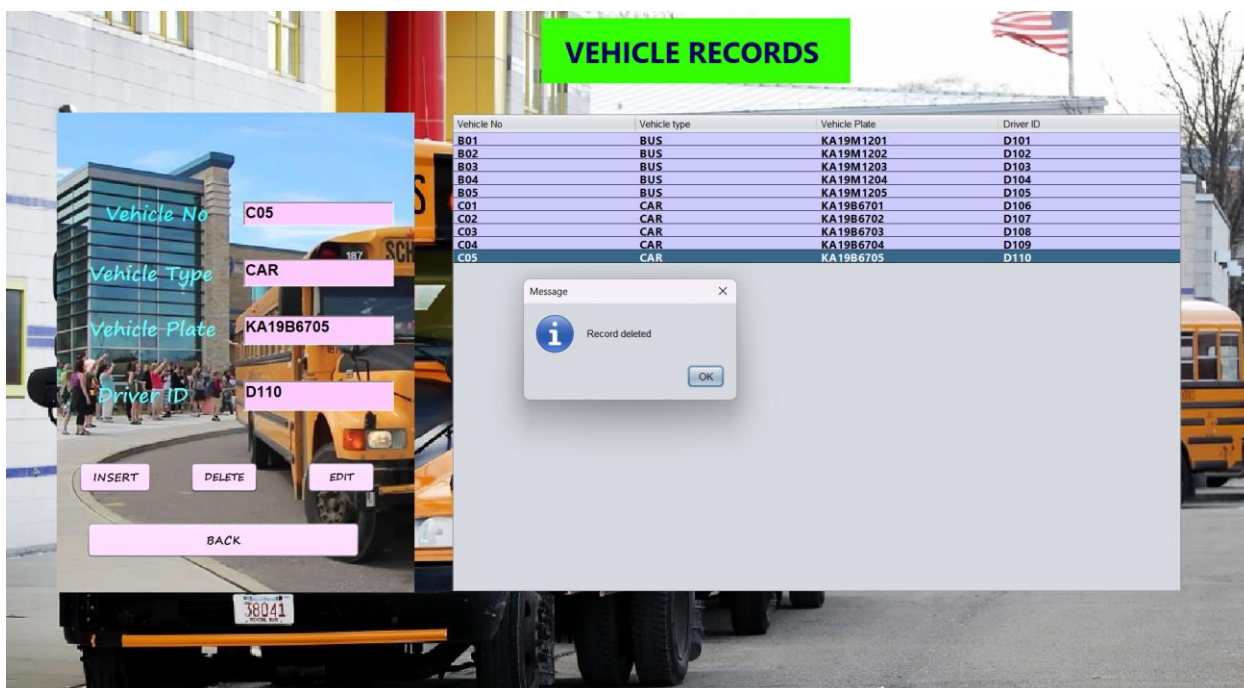 VEHICLE RECORDS
Vehicle No Vehicle type Vehicle Plate Driver ID
B01 BUS KA19M1201 D101
B02 BUS KA19M1202 D102
B03 BUS KA19M1203 D103
B04 BUS KA19M1204 D104
B05 BUS KA19M1205 D105
C01 CAR KA19B6701 D106
C02 CAR KA19B6702 D107
C03 CAR KA19B6703 D108
C04 CAR KA19B6704 D109
C05 CAR KA19B6705 D110
Vehicle No C05
Vehicle Type CAR
Vehicle Plate KA19B6705
Driver ID D110
INSERT DELETE EDIT
BACK
Message
Record deleted
OK
187
SCH
S
38041